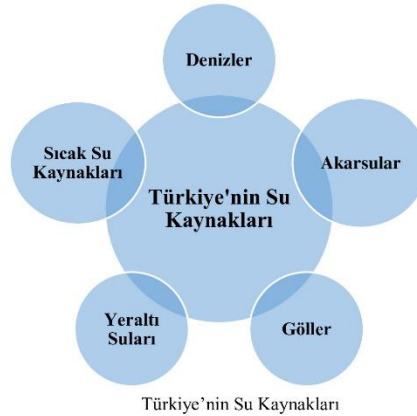 Denizler
Sıcak Su
Kaynakları
Akarsular
Türkiye'nin Su
Kaynakları
Yeraltı
Suları
Göller
Türkiye’nin Su Kaynakları